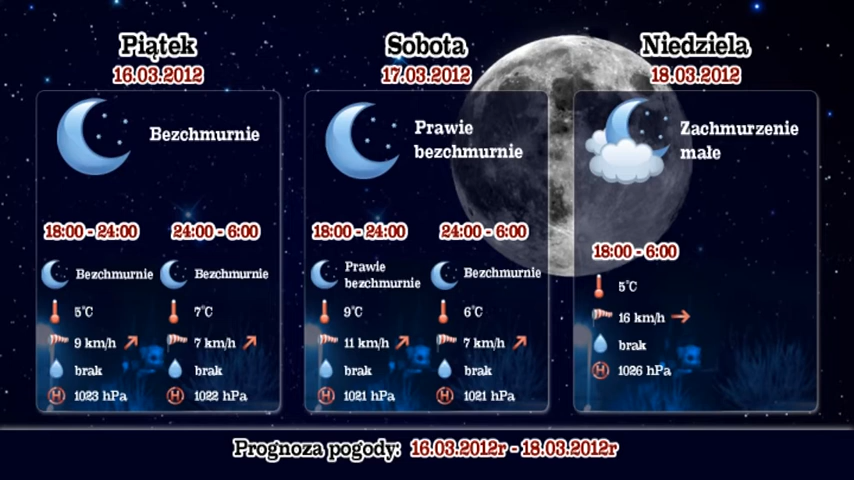 Piątek
16.03.2012
Bezchmurnie
18:00 - 24:00
24:00 - 6:00
Bezchmurnie
Bezchmurnie
5°C
7°C
9 km/h
7 km/h
brak
brak
H 1023 hPa
H 1022 hPa
Sobota
17.03.2012
Prawie
bezchmurnie
18:00 - 24:00
24:00 - 6:00
Prawie
bezchmurnie
Bezchmurnie
9°C
6°C
11 km/h
7 km/h
brak
brak
H 1021 hPa
H 1021 hPa
Niedziela
18.03.2012
Zachmurzenie
małe
18:00 - 6:00
5°C
16 km/h
brak
H 1026 hPa
Prognoza pogody: 16.03.2012r - 18.03.2012r